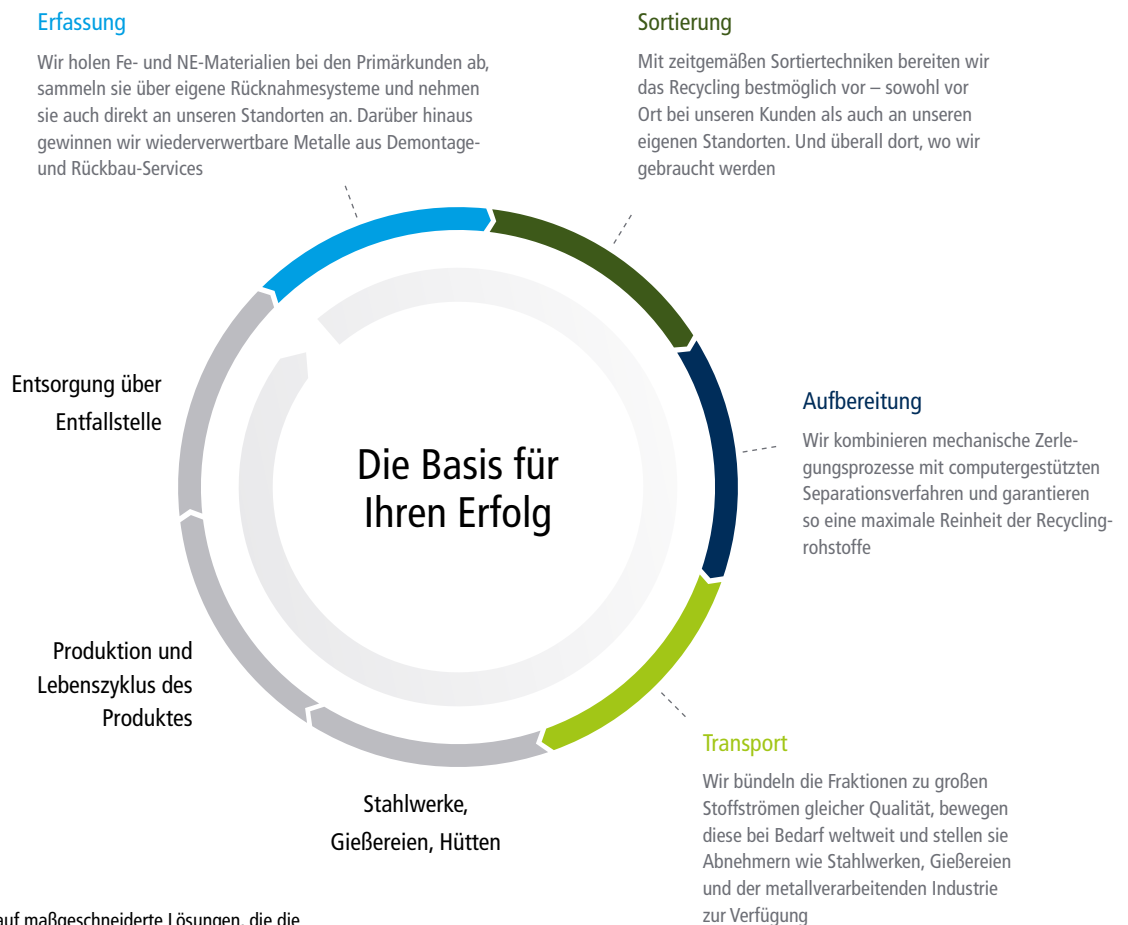 Erfassung
Wir holen Fe- und NE-Materialien bei den Primärkunden ab,
sammeln sie über eigene Rücknahmesysteme und nehmen
sie auch direkt an unseren Standorten an. Darüber hinaus
gewinnen wir wiederverwertbare Metalle aus Demontage-
und Rückbau-Services
Sortierung
Mit zeitgemäßen Sortiertechniken bereiten wir
das Recycling bestmöglich vor – sowohl vor
Ort bei unseren Kunden als auch an unseren
eigenen Standorten. Und überall dort, wo wir
gebraucht werden
Aufbereitung
Wir kombinieren mechanische Zerle-
gungsprozesse mit computergestützten
Separationsverfahren und garantieren
so eine maximale Reinheit der Recycling-
rohstoffe
Transport
Wir bündeln die Fraktionen zu großen
Stoffströmen gleicher Qualität, bewegen
diese bei Bedarf weltweit und stellen sie
Abnehmern wie Stahlwerken, Gießereien
und der metallverarbeitenden Industrie
zur Verfügung
Stahlwerke,
Gießereien, Hütten
Produktion und
Lebenszyklus des
Produktes
Entsorgung über
Entfallstelle
Die Basis für
Ihren Erfolg
auf maßgeschneiderte Lösungen, die die